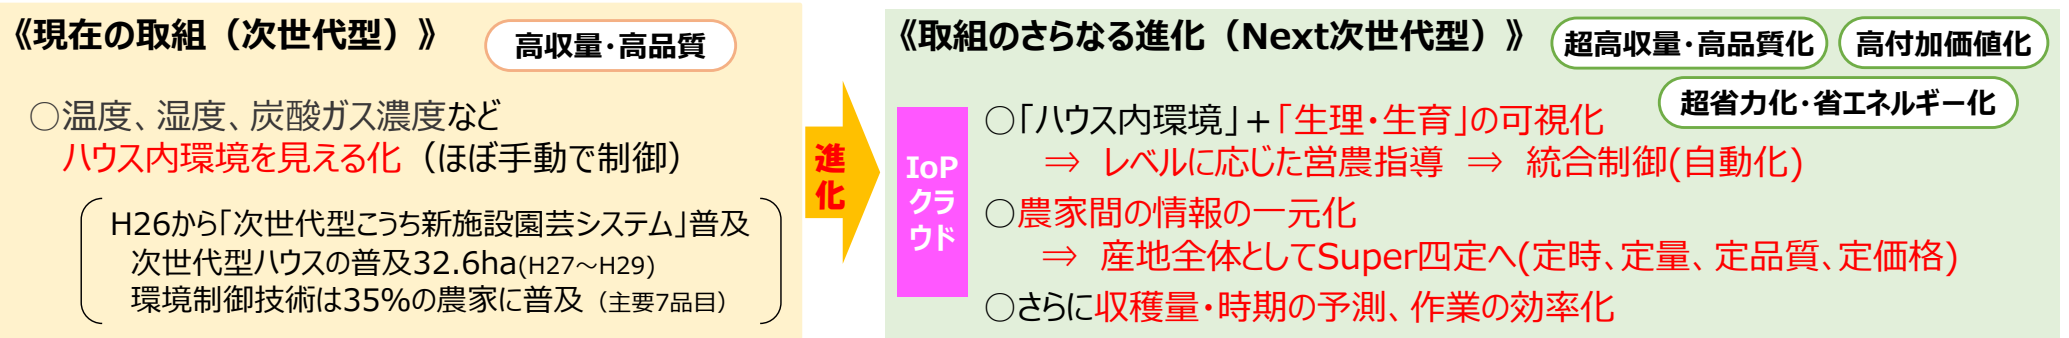 《現在の取組（次世代型）》
高収量・高品質
○温度、湿度、炭酸ガス濃度など
ハウス内環境を見える化（ほぼ手動で制御）
H26から「次世代型こうち新施設園芸システム」普及
次世代型ハウスの普及32.6ha(H27～H29)
環境制御技術は35%の農家に普及（主要7品目）
進
化
《取組のさらなる進化（Next次世代型）》
超高収量・高品質化
高付加価値化
超省力化・省エネルギー化
IoP
クラ
ウド
○「ハウス内環境」＋「生理・生育」の可視化
⇒ レベルに応じた営農指導 ⇒ 統合制御(自動化)
○農家間の情報の一元化
⇒ 産地全体としてSuper四定へ(定時、定量、定品質、定価格)
○さらに収穫量・時期の予測、作業の効率化